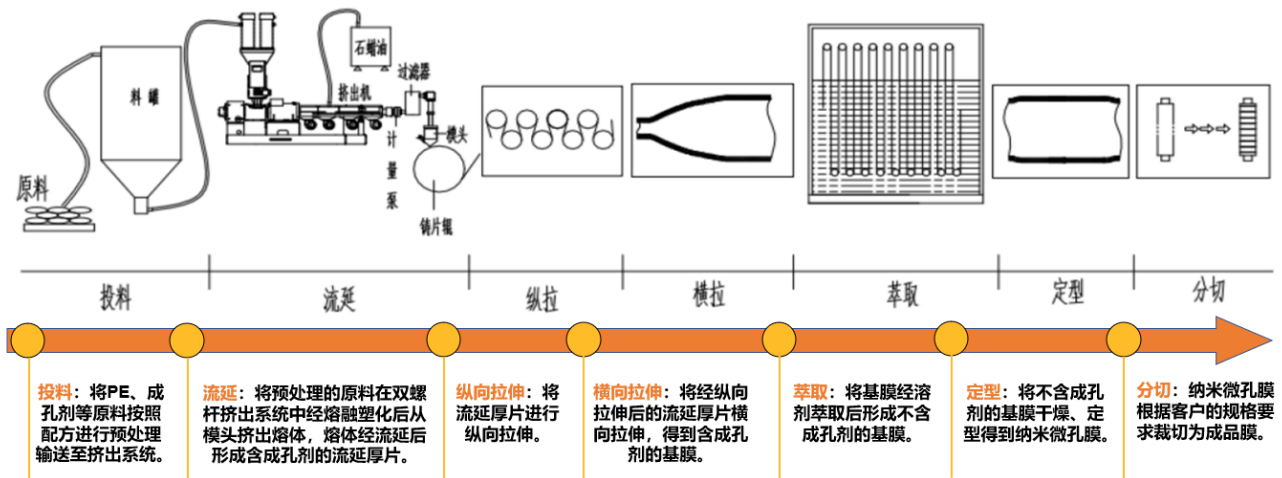 石蜡油
过滤器
料罐
挤出机
模头
计量泵
原料
铸片辊
投料
流延
纵拉
横拉
萃取
定型
分切
投料：将PE、成
孔剂等原料按照
配方进行预处理
输送至挤出系统。
流延：将预处理的原料在双螺
杆挤出系统中经熔融塑化后从
模头挤出熔体，熔体经流延后
形成含成孔剂的流延厚片。
纵向拉伸：将
流延厚片进行
纵向拉伸。
横向拉伸：将经纵向
拉伸后的流延厚片横
向拉伸，得到含成孔
剂的基膜。
萃取：将基膜经溶
剂萃取后形成不含
成孔剂的基膜。
定型：将不含成孔
剂的基膜干燥、定
型得到纳米微孔膜。
分切：纳米微孔膜
根据客户的规格要
求裁切为成品膜。